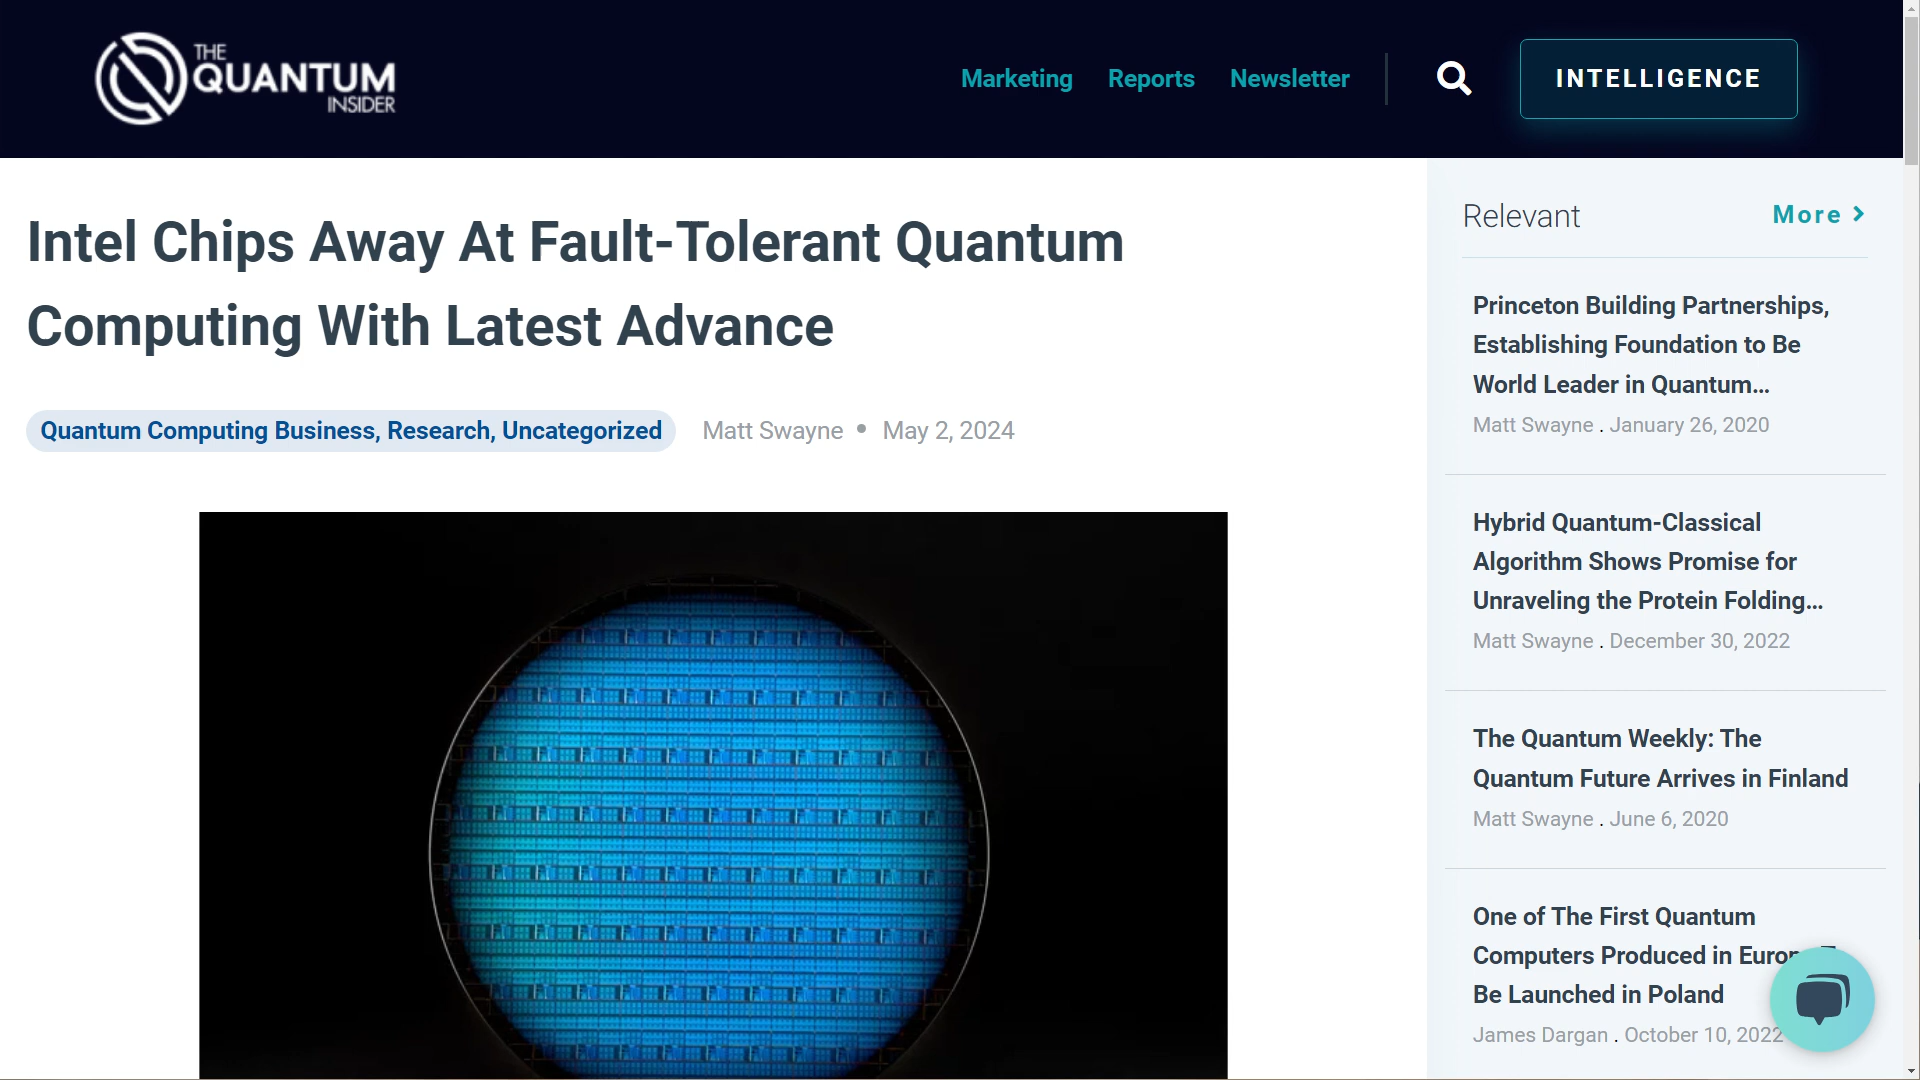 THE
QUANTUM
INSIDER
Marketing
Reports
Newsletter
INTELLIGENCE
Intel Chips Away At Fault-Tolerant Quantum
Computing With Latest Advance
Quantum Computing Business, Research, Uncategorized
Matt Swayne • May 2, 2024
Relevant
More
Princeton Building Partnerships,
Establishing Foundation to Be
World Leader in Quantum...
Matt Swayne . January 26, 2020
Hybrid Quantum-Classical
Algorithm Shows Promise for
Unraveling the Protein Folding...
Matt Swayne . December 30, 2022
The Quantum Weekly: The
Quantum Future Arrives in Finland
Matt Swayne . June 6, 2020
One of The First Quantum
Computers Produced in
Be Launched in Poland
James Dargan . October 10, 2022